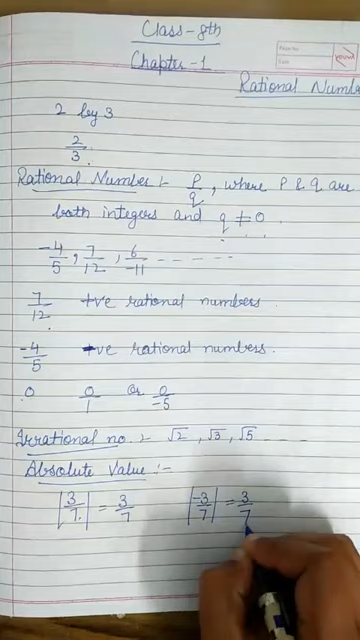 Class-8th
Chapter-1
Rational Numbe
2 by 3
2/3.
Rational Number :- P/q, where P & q are
both integers and q ≠ 0.
-4/5, 7/12, 6/-11 - - - - - -
7/12 +ve rational numbers.
-4/5 -ve rational numbers.
0 0/1 or 0/-5
Irrational no. :- √2, √3, √5 - - - -
Absolute Value :-
|3/7| = 3/7 |-3/7| = 3/7